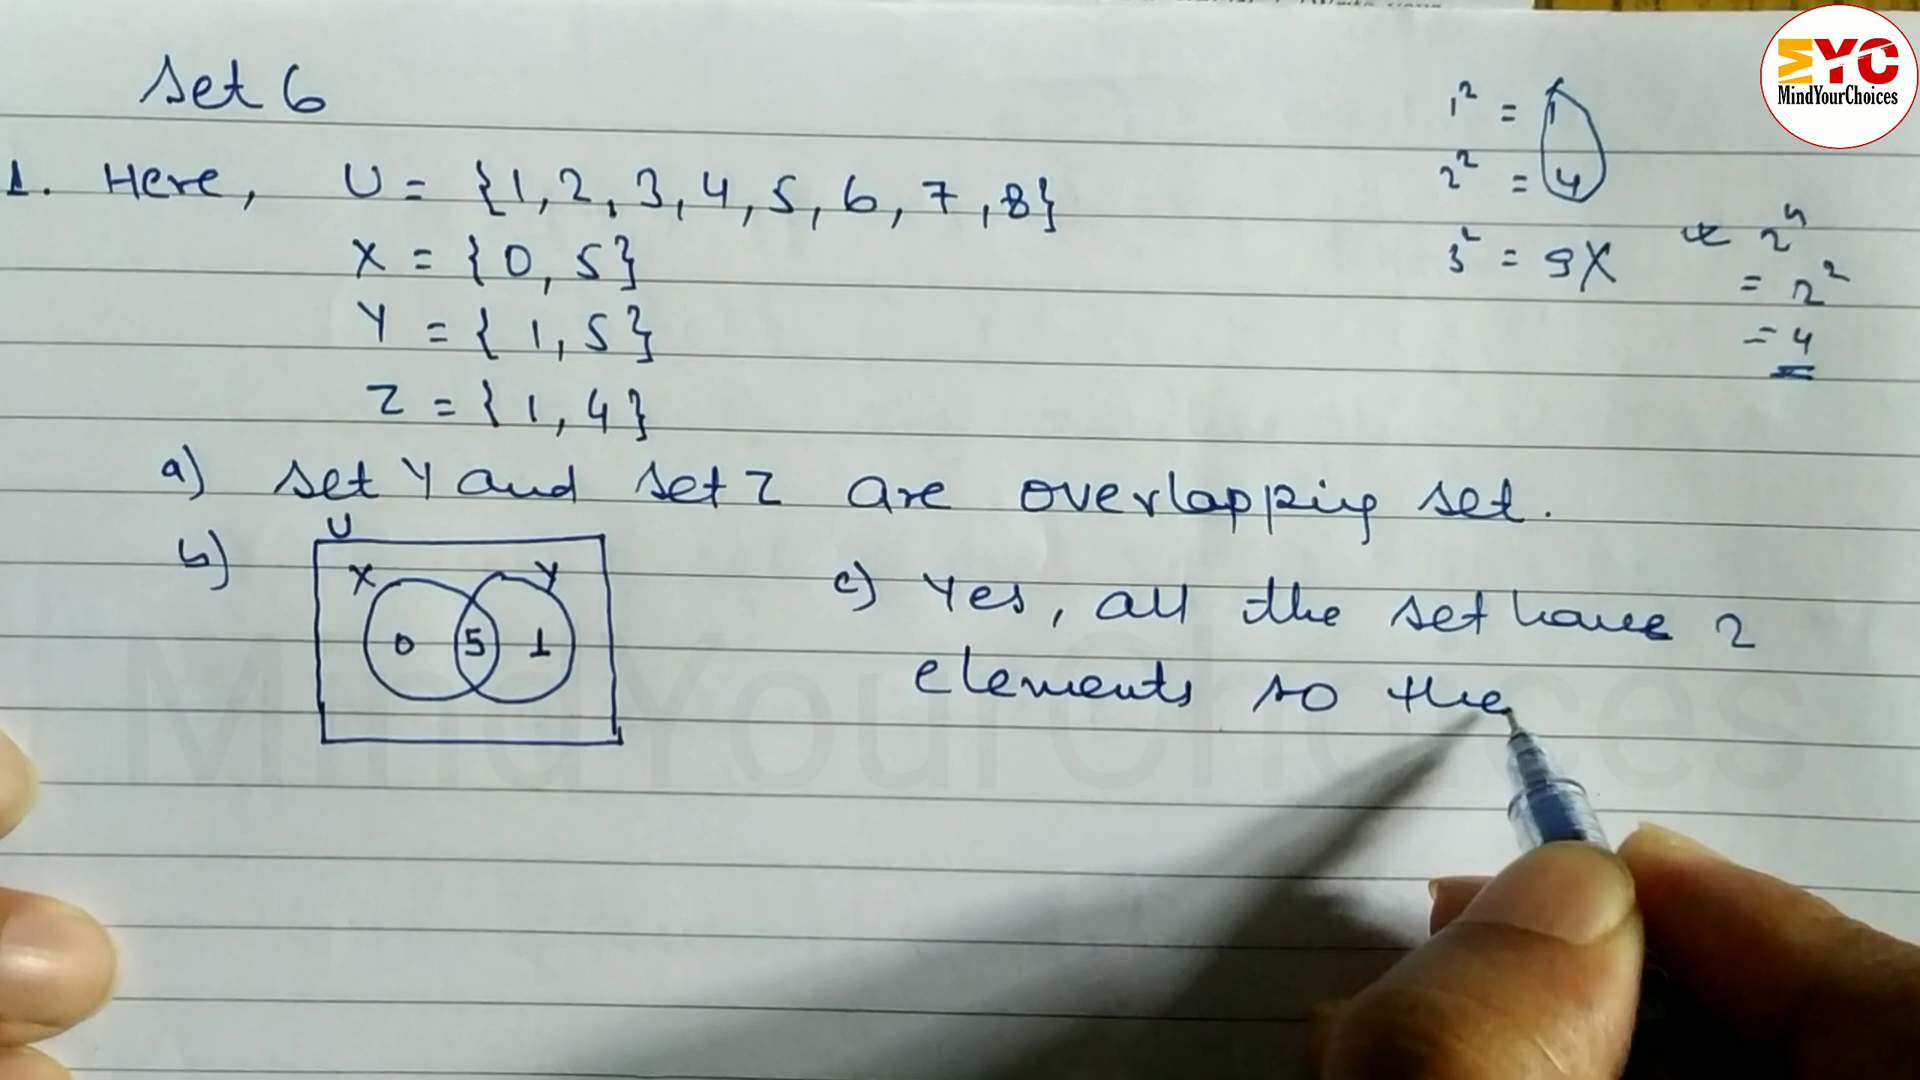 Set 6
1² = 1
2² = 4
3² = 9X
2⁴
= 2²
= 4
1. Here, U = {1, 2, 3, 4, 5, 6, 7, 8}
X = {0, 5}
Y = {1, 5}
Z = {1, 4}
a) Set Y and set Z are overlapping set.
b)
U
X Y
0 5 1
c) Yes, all the set have 2
elements so the
MYC
MindYourChoices
MindYourChoices